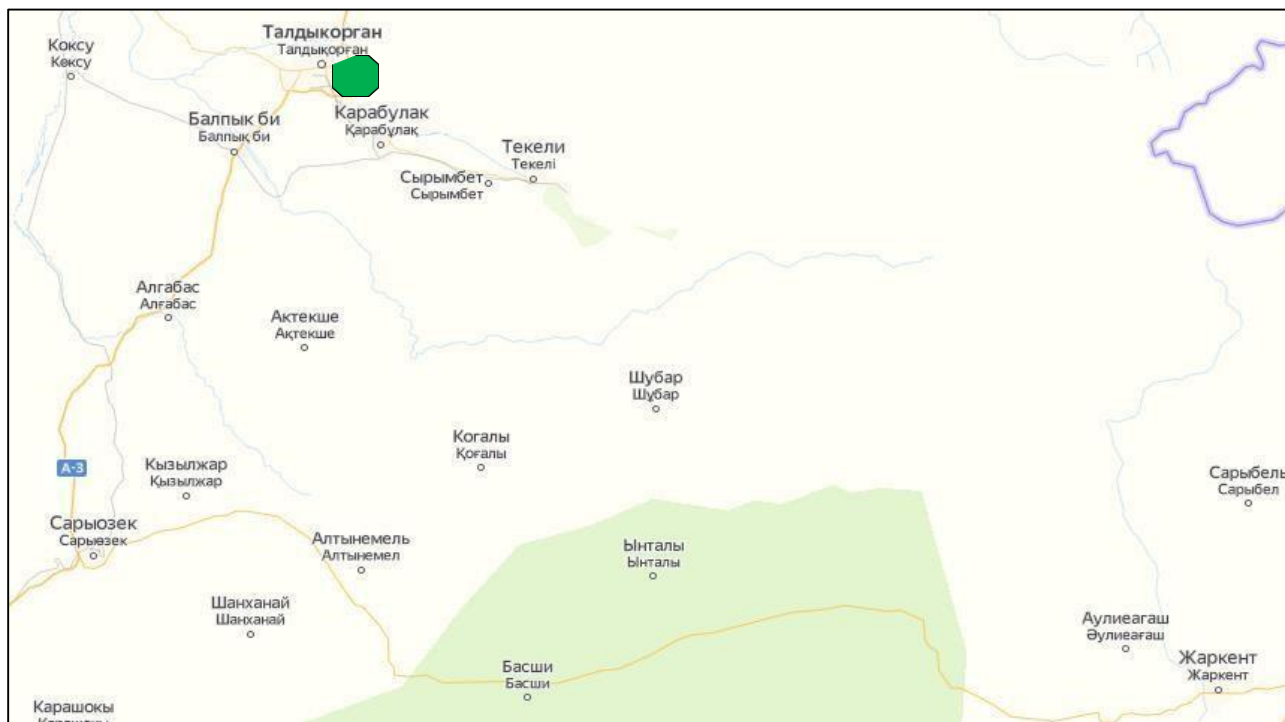 Талдыкорган
Талдықорған
Коксу
Көксу
Балпык би
Балпық би
Карабулак
Қарабұлақ
Текели
Текелі
Сырымбет
Сырымбет
Алгабас
Алғабас
Актекше
Ақтекше
Шубар
Шұбар
Когалы
Қоғалы
А-3
Кызылжар
Қызылжар
Сарыбель
Сарыбел
Сарыозек
Сарыөзек
Алтынемель
Алтынемел
Ынталы
Ынталы
Шанханай
Шанханай
Аулиеагаш
Әулиеағаш
Басши
Басши
Жаркент
Жаркент
Карашокы